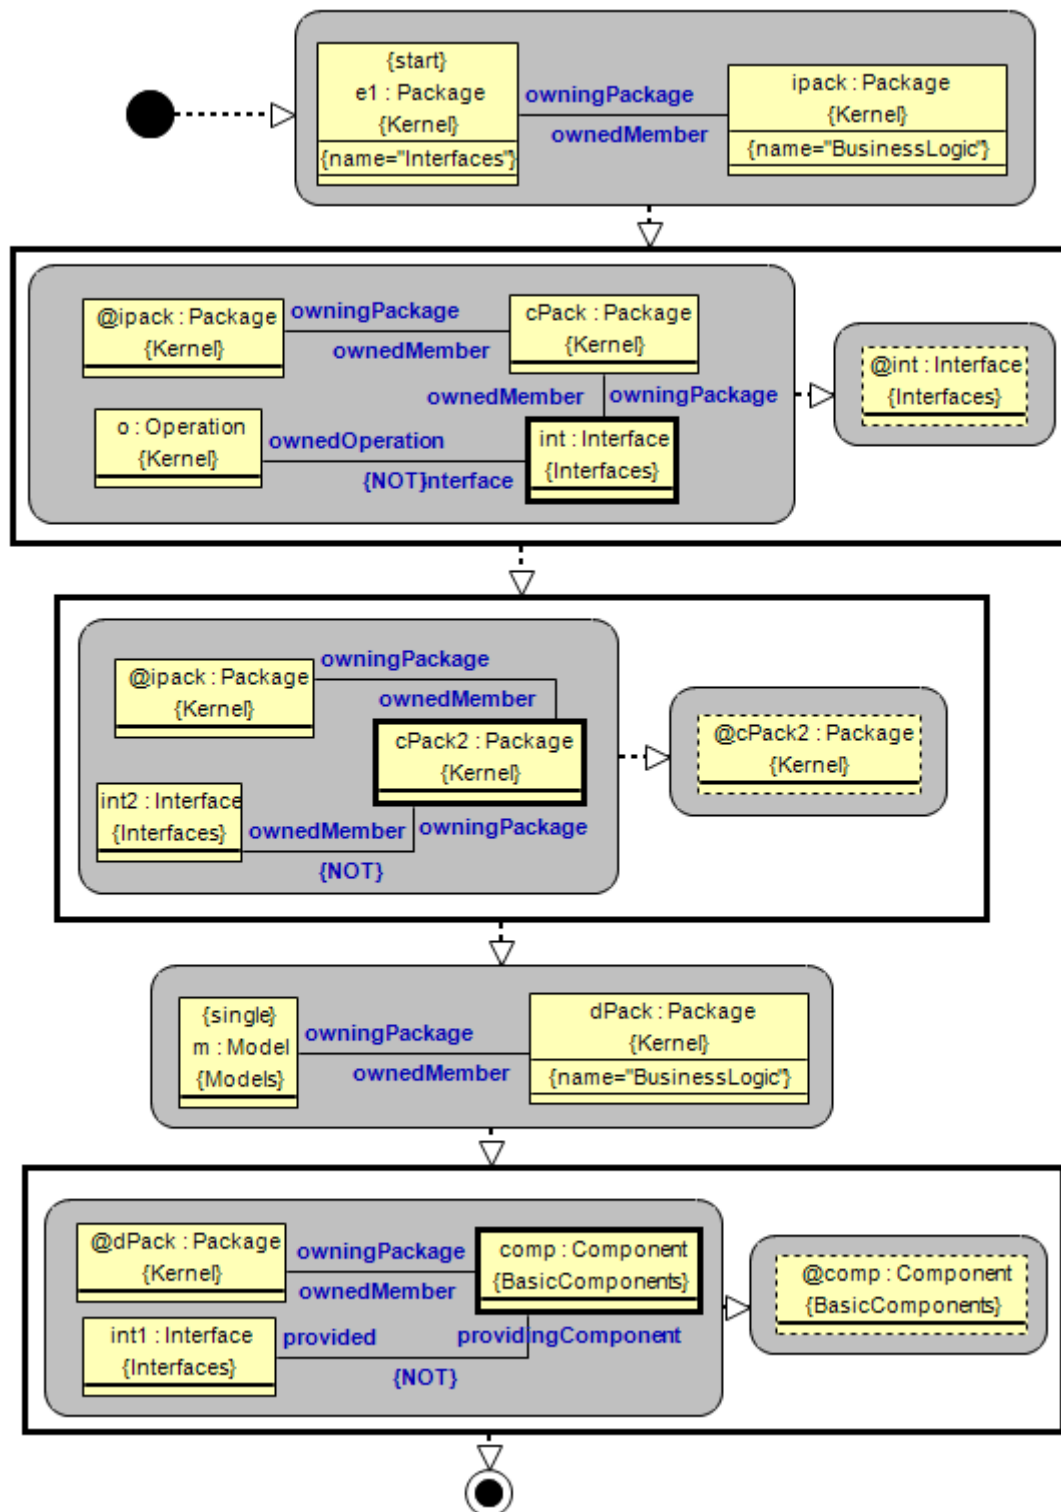 {start}
e1 : Package
{Kernel}
{name="Interfaces"}
owningPackage
ownedMember
ipack : Package
{Kernel}
{name="BusinessLogic"}
@ipack : Package
{Kernel}
owningPackage
ownedMember
cPack : Package
{Kernel}
ownedMember
owningPackage
@int : Interface
{Interfaces}
o : Operation
{Kernel}
ownedOperation
{NOT}
interface
int : Interface
{Interfaces}
@ipack : Package
{Kernel}
owningPackage
ownedMember
cPack2 : Package
{Kernel}
@cPack2 : Package
{Kernel}
int2 : Interface
{Interfaces}
ownedMember
owningPackage
{NOT}
{single}
m : Model
{Models}
owningPackage
ownedMember
dPack : Package
{Kernel}
{name="BusinessLogic"}
@dPack : Package
{Kernel}
owningPackage
ownedMember
comp : Component
{BasicComponents}
@comp : Component
{BasicComponents}
int1 : Interface
{Interfaces}
provided
providingComponent
{NOT}